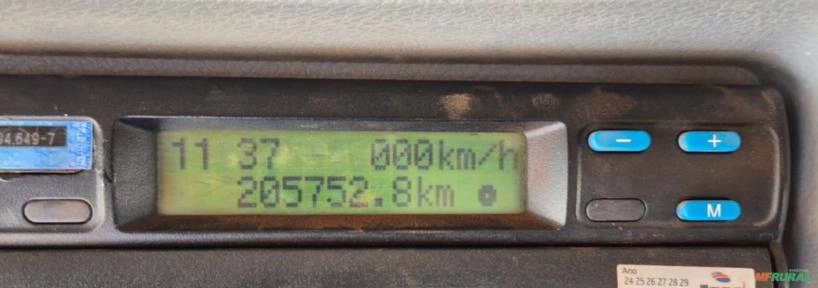 94.649-7
11 37 000km/h
205752.8km
- +
M
Ano
24 25 26 27 28 29
MFRURAL